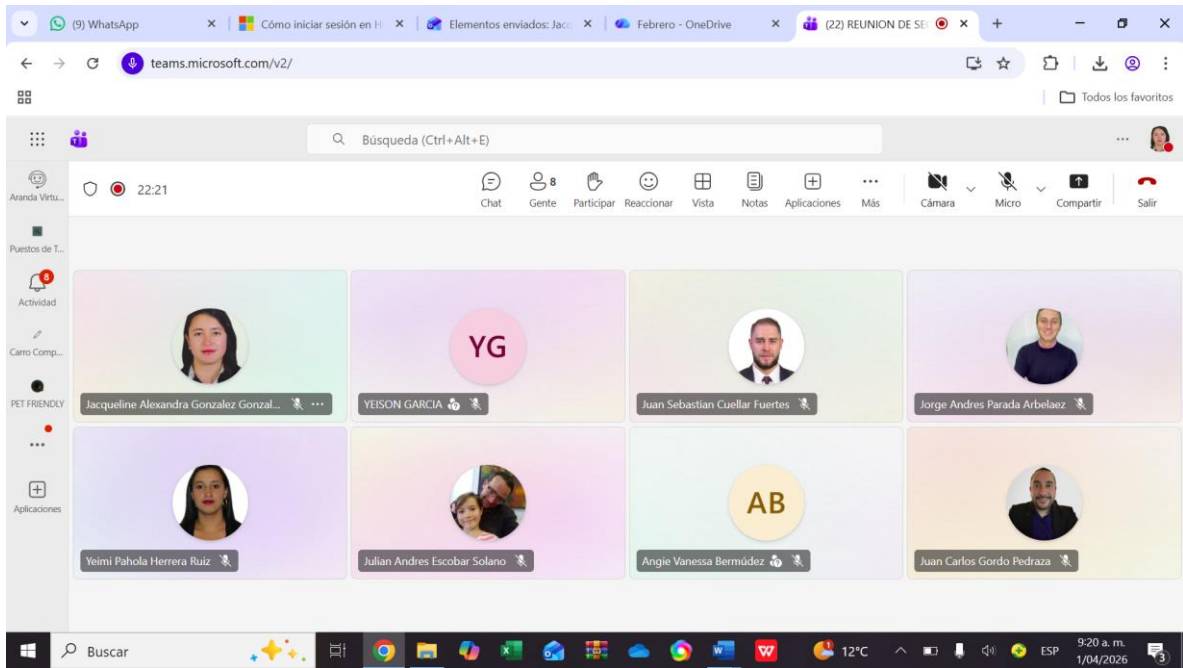 (9) WhatsApp
Cómo iniciar sesión en H
Elementos enviados: Jaco
Febrero - OneDrive
(22) REUNION DE SE
teams.microsoft.com/v2/
Todos los favoritos
Búsqueda (Ctrl+Alt+E)
Aranda Virtu...
Puestos de T...
8
Actividad
Carro Comp...
PET FRIENDLY
Aplicaciones
22:21
Chat
8
Gente
Participar
Reaccionar
Vista
Notas
Aplicaciones
Más
Cámara
Micro
Compartir
Salir
Jacqueline Alexandra Gonzalez Gonzal...
YG
YEISON GARCIA
Juan Sebastian Cuellar Fuertes
Jorge Andres Parada Arbelaez
Yeimi Pahola Herrera Ruiz
Julian Andres Escobar Solano
AB
Angie Vanessa Bermúdez
Juan Carlos Gordo Pedraza
Buscar
12°C
ESP
9:20 a. m.
1/04/2026
3